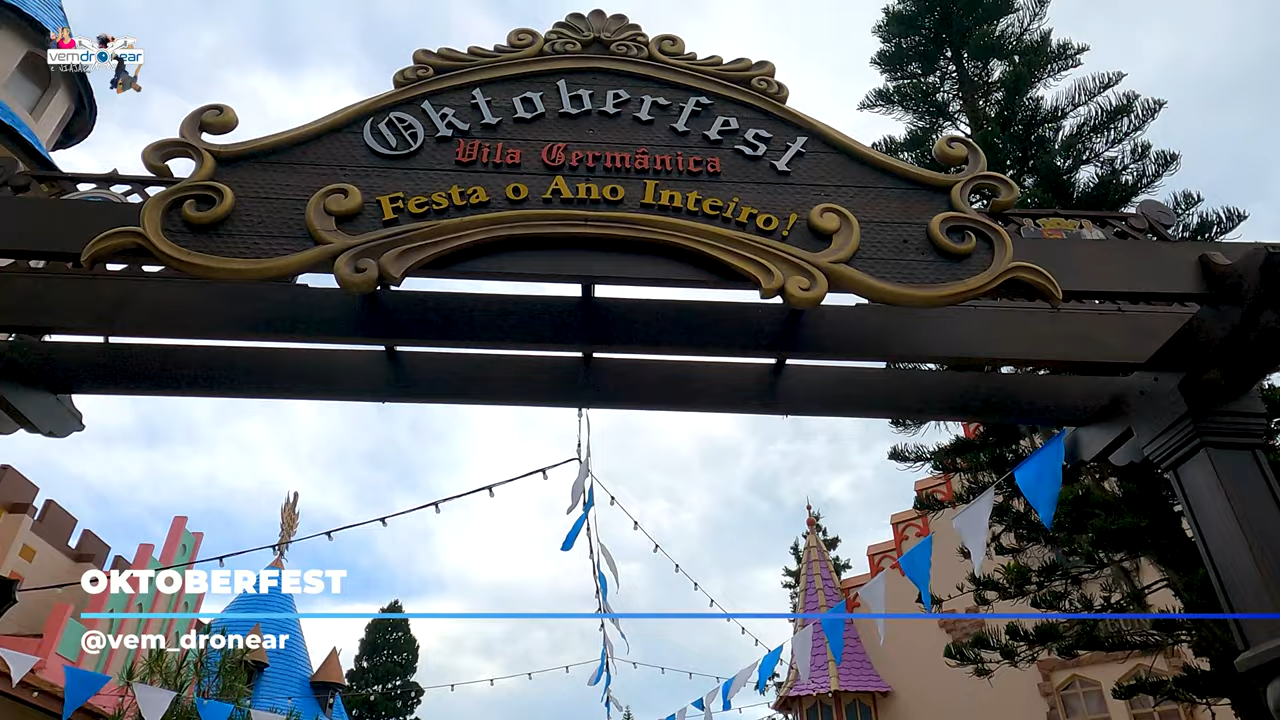 vemdronear
Oktoberfest
Vila Germânica
Festa o Ano Inteiro!
OKTOBERFEST
@vem_dronear